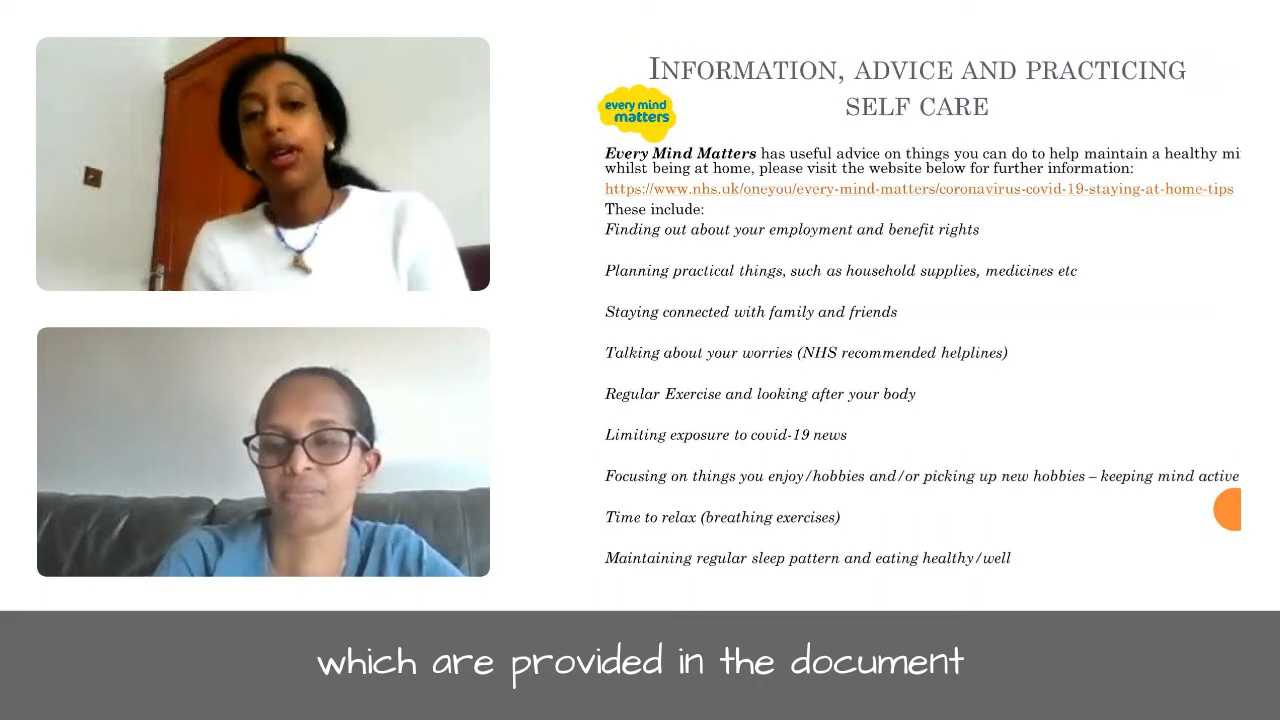 INFORMATION, ADVICE AND PRACTICING
SELF CARE
every mind
matters
Every Mind Matters has useful advice on things you can do to help maintain a healthy mi
whilst being at home, please visit the website below for further information:
https://www.nhs.uk/oneyou/every-mind-matters/coronavirus-covid-19-staying-at-home-tips
These include:
Finding out about your employment and benefit rights
Planning practical things, such as household supplies, medicines etc
Staying connected with family and friends
Talking about your worries (NHS recommended helplines)
Regular Exercise and looking after your body
Limiting exposure to covid-19 news
Focusing on things you enjoy/hobbies and/or picking up new hobbies – keeping mind active
Time to relax (breathing exercises)
Maintaining regular sleep pattern and eating healthy/well
which are provided in the document